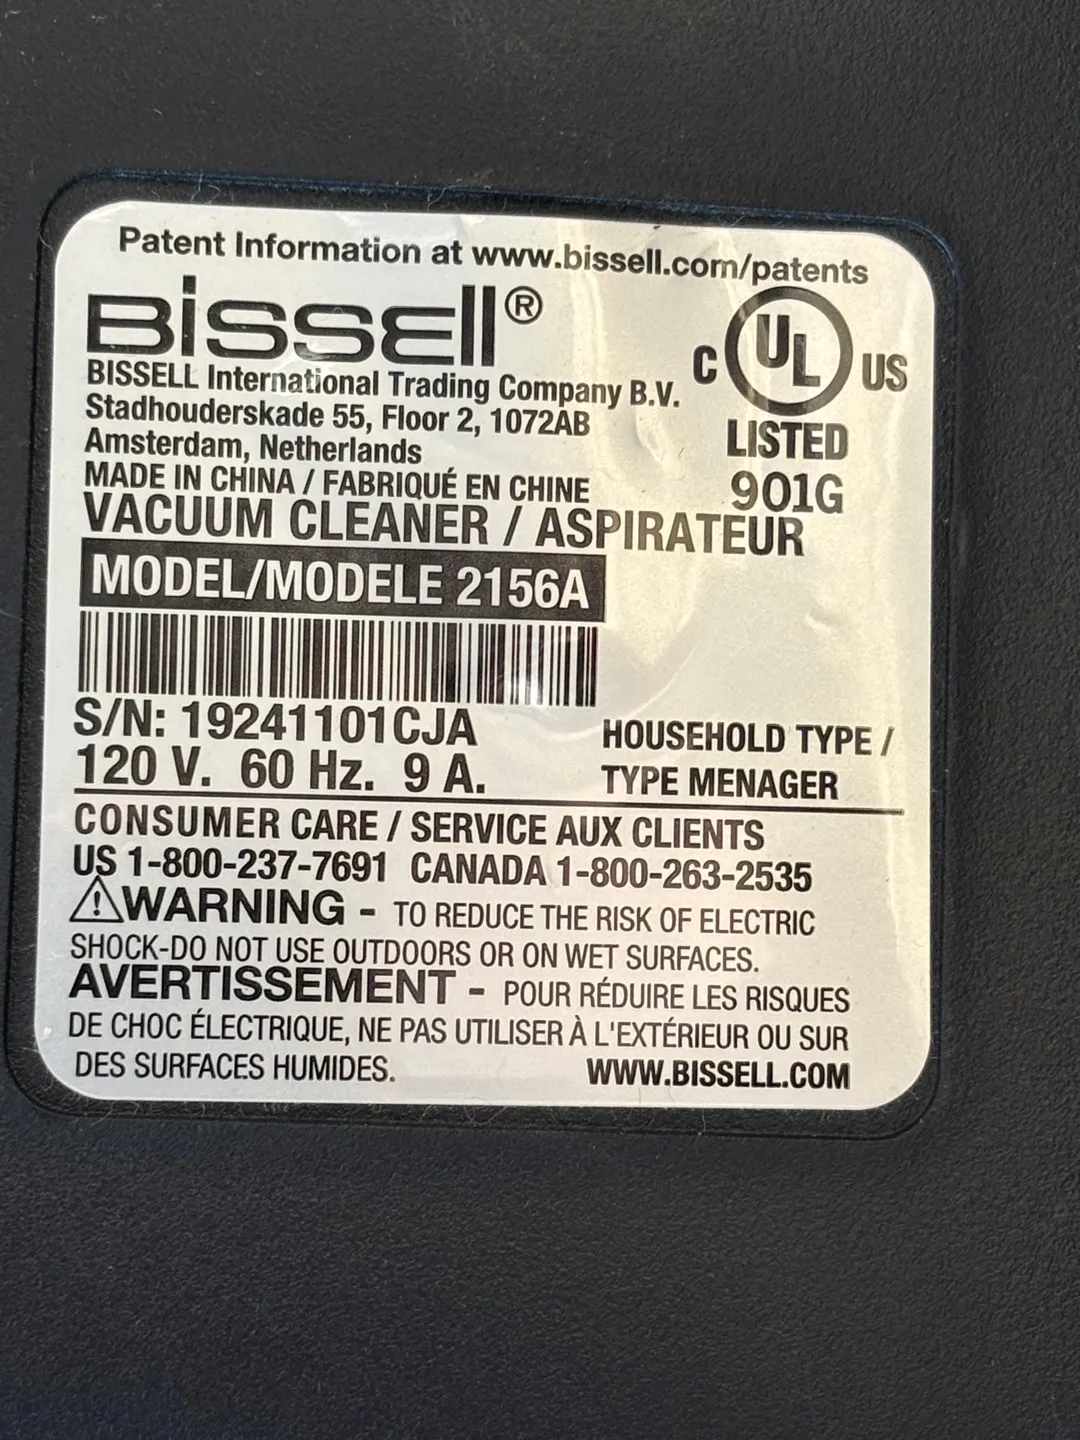 Patent Information at www.bissell.com/patents
BISSELL®
C UL US
BISSELL International Trading Company B.V.
Stadhouderskade 55, Floor 2, 1072AB
Amsterdam, Netherlands
LISTED
MADE IN CHINA / FABRIQUÉ EN CHINE
901G
VACUUM CLEANER / ASPIRATEUR
MODEL/MODELE 2156A
S/N: 19241101CJA
120 V. 60 Hz. 9 A.
HOUSEHOLD TYPE /
TYPE MENAGER
CONSUMER CARE / SERVICE AUX CLIENTS
US 1-800-237-7691 CANADA 1-800-263-2535
⚠WARNING - TO REDUCE THE RISK OF ELECTRIC
SHOCK-DO NOT USE OUTDOORS OR ON WET SURFACES.
AVERTISSEMENT - POUR RÉDUIRE LES RISQUES
DE CHOC ÉLECTRIQUE, NE PAS UTILISER À L'EXTÉRIEUR OU SUR
DES SURFACES HUMIDES.
WWW.BISSELL.COM